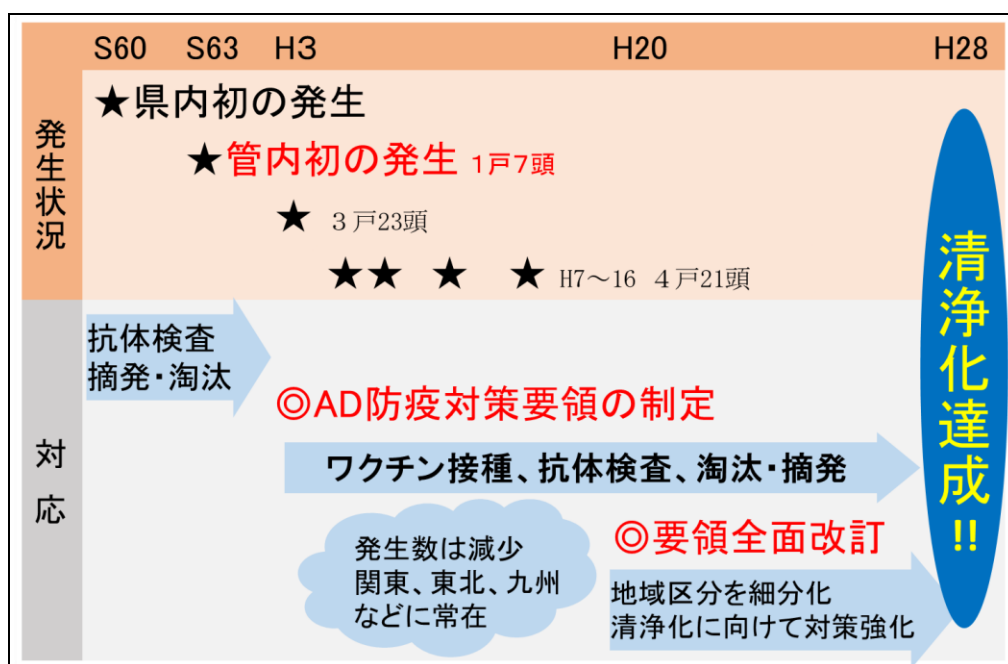 S60 S63 H3 H20 H28
発生状況
★県内初の発生
★管内初の発生 1戸7頭
★ 3戸23頭
★★ ★ ★ H7～16 4戸21頭
対応
抗体検査
摘発・淘汰
◎AD防疫対策要領の制定
ワクチン接種、抗体検査、淘汰・摘発
発生数は減少
関東、東北、九州
などに常在
◎要領全面改訂
地域区分を細分化
清浄化に向けて対策強化
清浄化達成!!